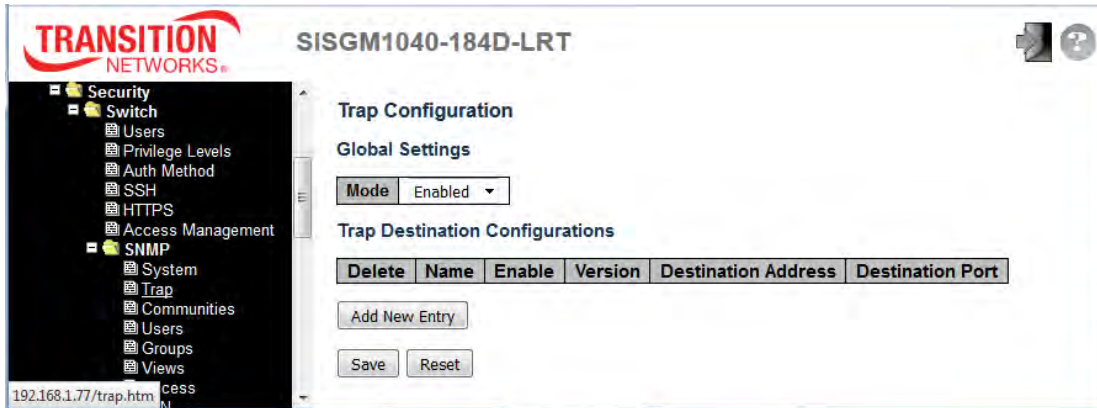 TRANSITION
NETWORKS®
SISGM1040-184D-LRT
?
Security
Switch
Users
Privilege Levels
Auth Method
SSH
HTTPS
Access Management
SNMP
System
Trap
Communities
Users
Groups
Views
cess
192.168.1.77/trap.htm
Trap Configuration
Global Settings
Mode Enabled
Trap Destination Configurations
Delete Name Enable Version Destination Address Destination Port
Add New Entry
Save Reset